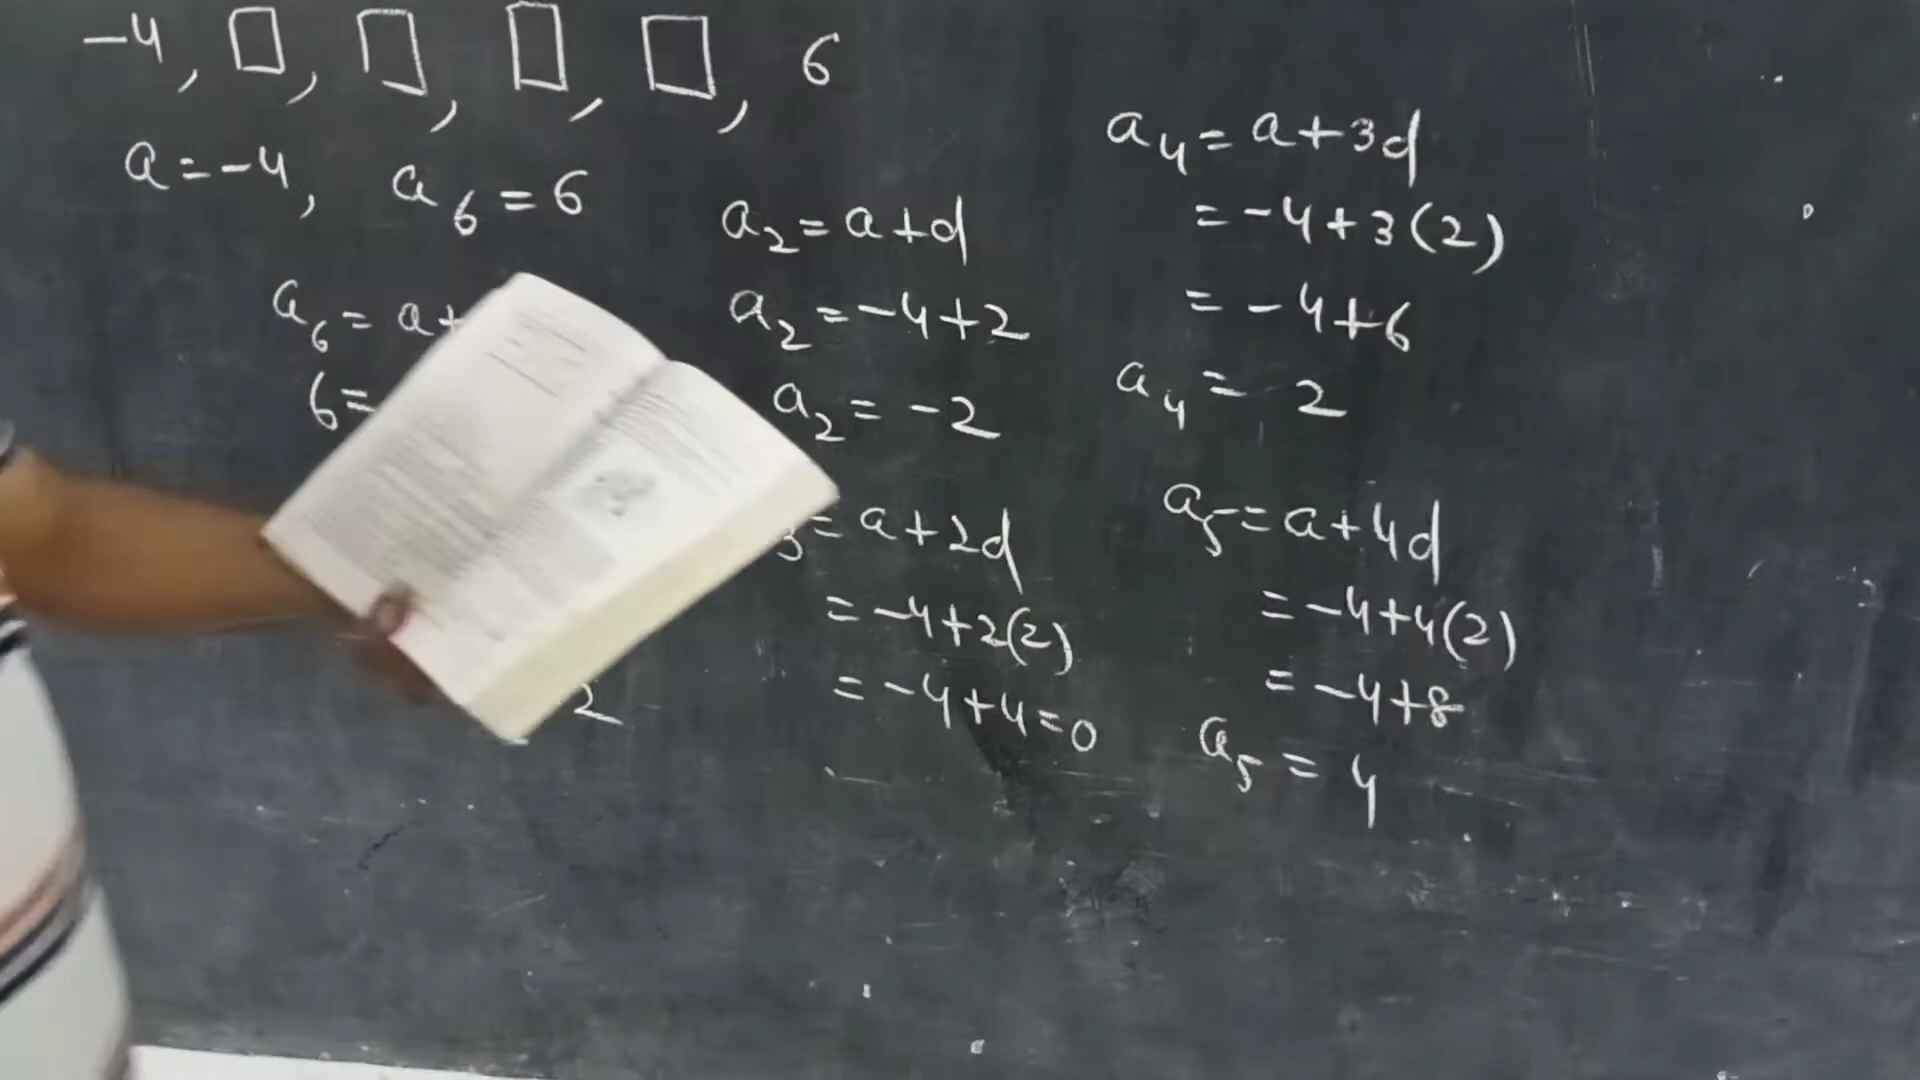 -4, □, □, □, □, 6
a=-4, a₆=6
a₆= a+
6=
2
a₂=a+d
a₂=-4+2
a₂=-2
₃=a+2d
=-4+2(2)
=-4+4=0
a₄=a+3d
=-4+3(2)
=-4+6
a₄= 2
a₅=a+4d
=-4+4(2)
=-4+8
a₅= 4